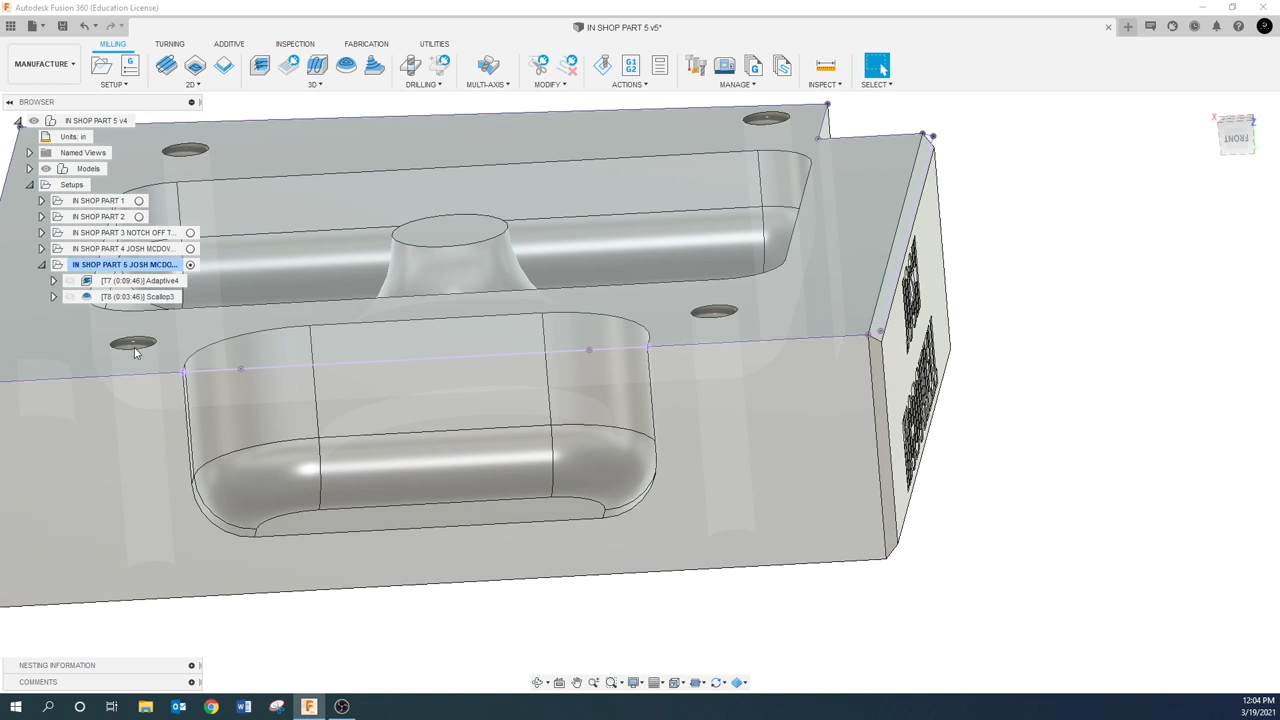 Autodesk Fusion 360 (Education License)
IN SHOP PART 5 v5*
MILLING TURNING ADDITIVE INSPECTION FABRICATION UTILITIES
MANUFACTURE
G1
G2
SETUP 2D 3D DRILLING MULTI-AXIS MODIFY ACTIONS MANAGE INSPECT SELECT
BROWSER
IN SHOP PART 5 v4
Units: in
Named Views
Models
Setups
IN SHOP PART 1
IN SHOP PART 2
IN SHOP PART 3 NOTCH OFF T...
IN SHOP PART 4 JOSH MCDOV...
IN SHOP PART 5 JOSH MCDO...
[T7 (0:09:46)] Adaptive4
[T8 (0:03:46)] Scallop3
X
Z
FRONT
NESTING INFORMATION
COMMENTS
12:04 PM
3/19/2021